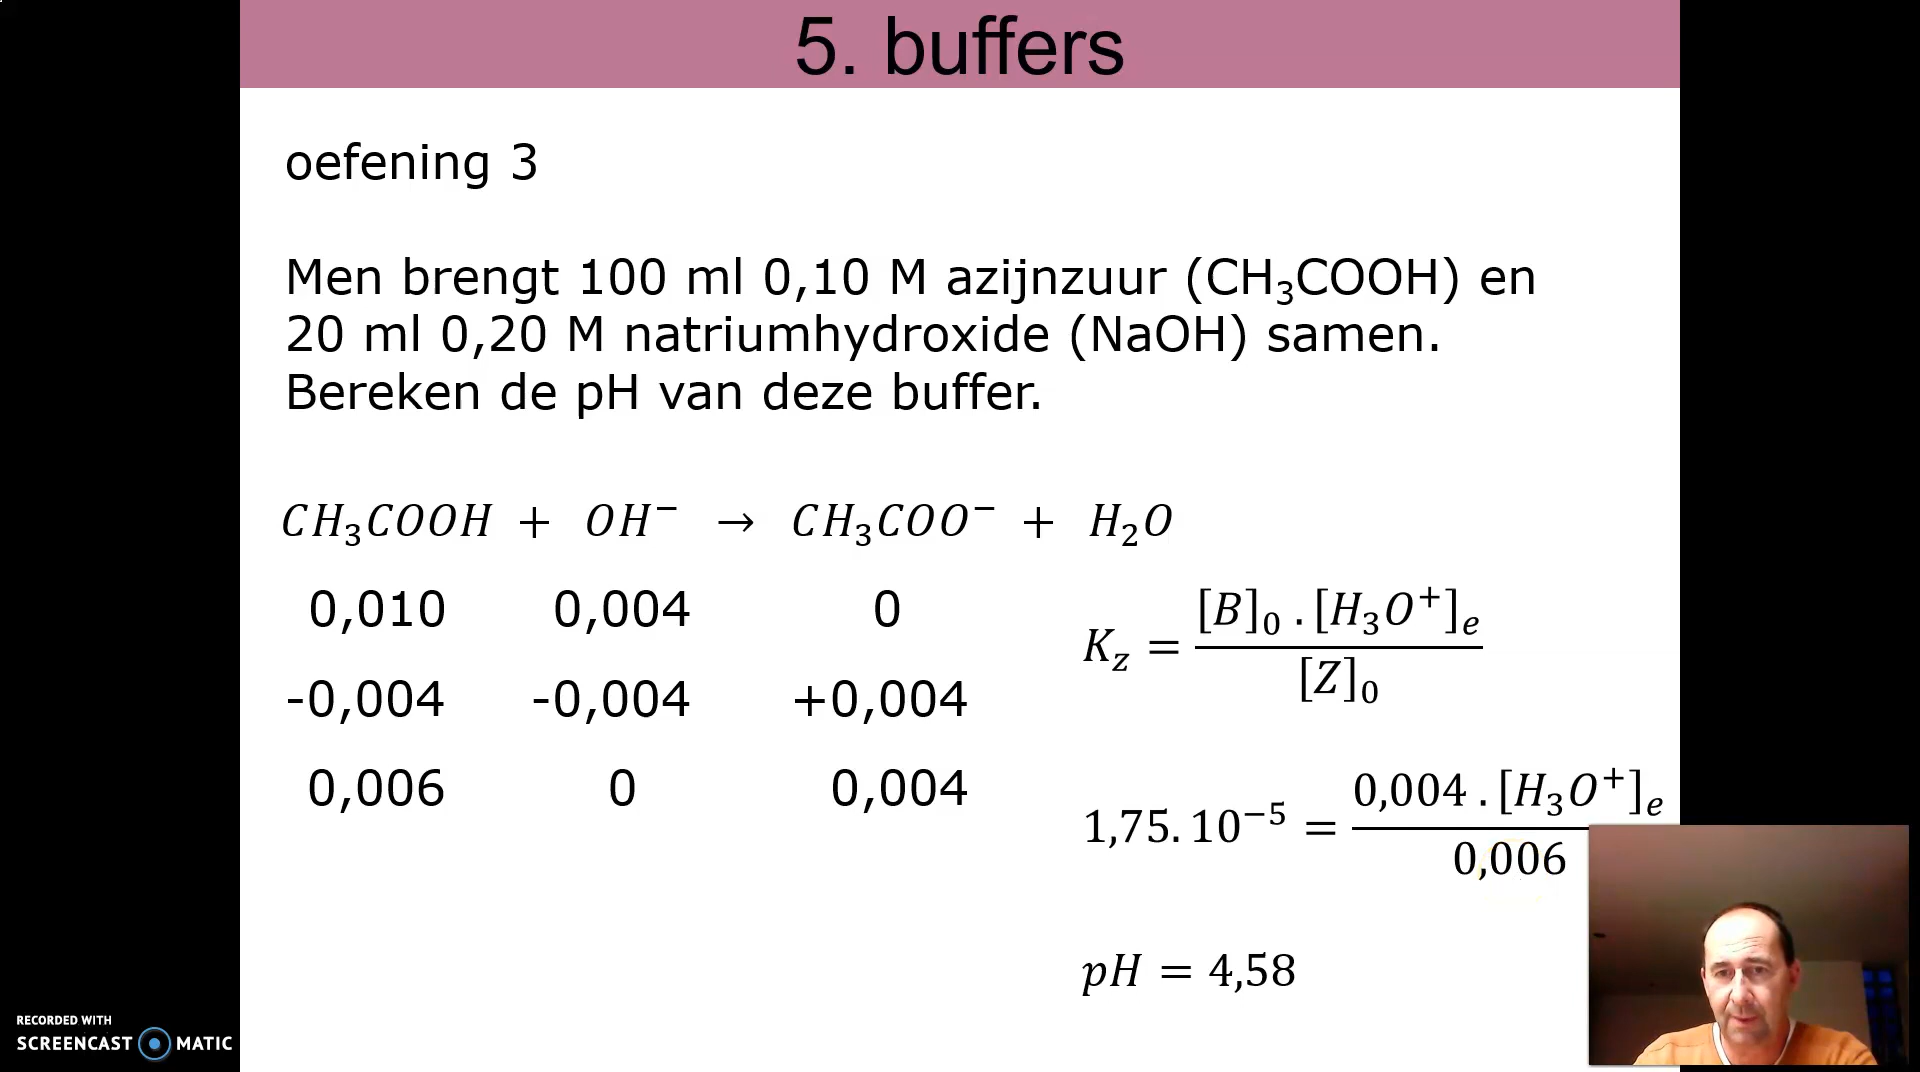 5. buffers
oefening 3
Men brengt 100 ml 0,10 M azijnzuur (CH₃COOH) en
20 ml 0,20 M natriumhydroxide (NaOH) samen.
Bereken de pH van deze buffer.
CH₃COOH + OH⁻ → CH₃COO⁻ + H₂O
0,010 0,004 0
-0,004 -0,004 +0,004
0,006 0 0,004
K_z = [B]₀ . [H₃O⁺]ₑ / [Z]₀
1,75. 10⁻⁵ = 0,004 . [H₃O⁺]ₑ / 0,006
pH = 4,58
RECORDED WITH
SCREENCAST MATIC